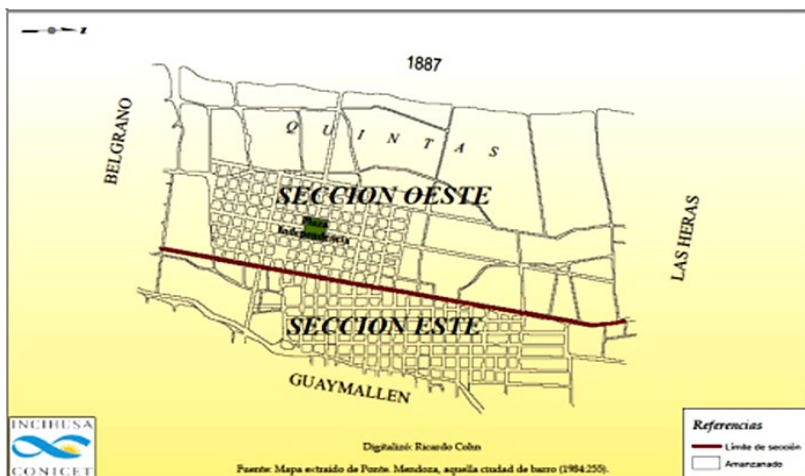 1887
BELGRANO
QUINTAS
SECCION OESTE
Plaza
Independencia
LAS HERAS
SECCION ESTE
GUAYMALLEN
INCIHUSA
CONICET
Digitalizó: Ricardo Cohn
Fuente: Mapa extraído de Ponte. Mendoza, aquella ciudad de barro (1984:255).
Referencias
Límite de sección
Amanzanado